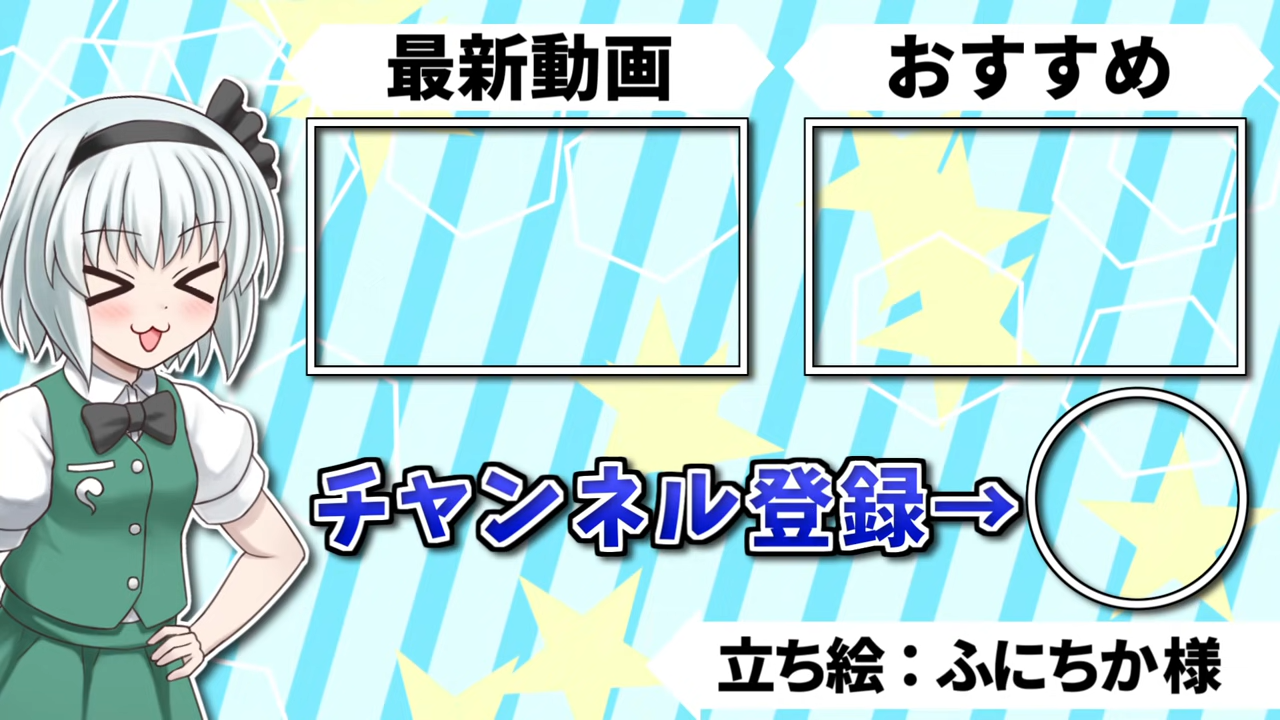 最新動画
おすすめ
チャンネル登録→
立ち絵：ふにちか様